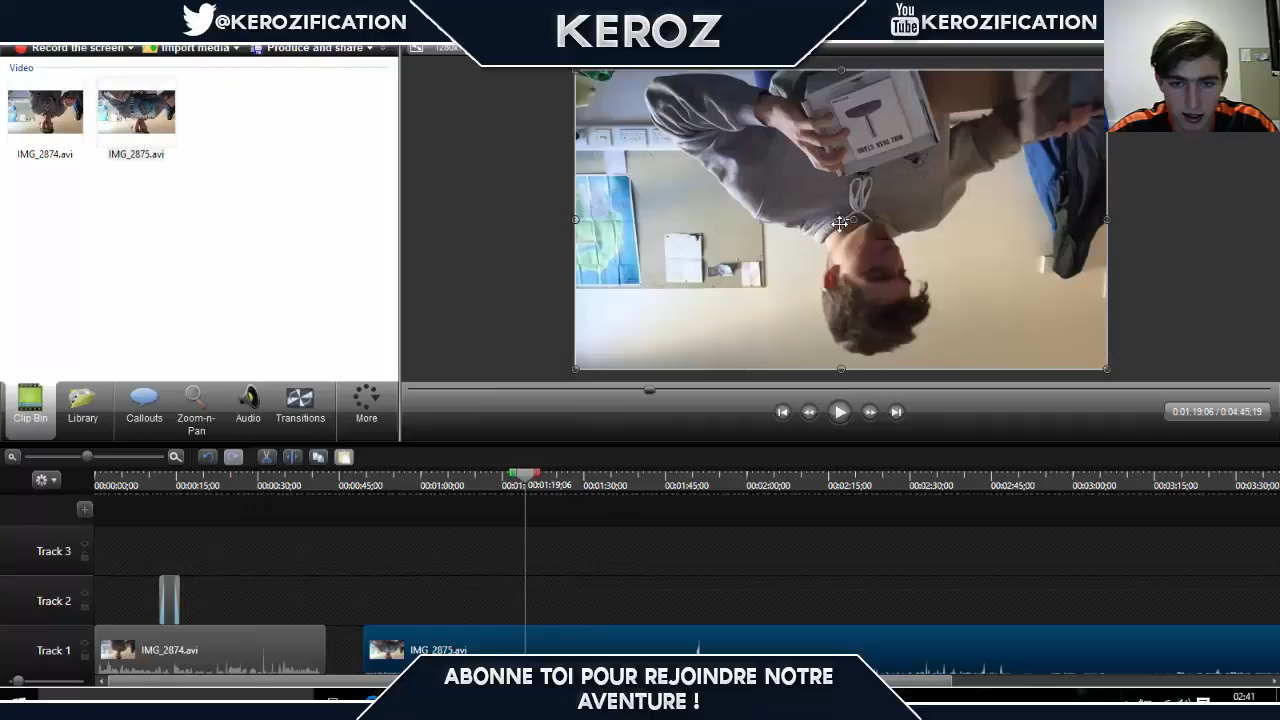 @KEROZIFICATION
KEROZ
You
Tube
KEROZIFICATION
Record the screen
Import media
Produce and share
Video
IMG_2874.avi
IMG_2875.avi
Clip Bin
Library
Callouts
Zoom-n-
Pan
Audio
Transitions
More
0:01:19;06 / 0:04:45;19
00:00:00;00
00:00:15;00
00:00:30;00
00:00:45;00
00:01:00;00
00:01:19;06
00:01:30;00
00:01:45;00
00:02:00;00
00:02:15;00
00:02:30;00
00:02:45;00
00:03:00;00
00:03:15;00
00:03:30;00
Track 3
Track 2
Track 1
IMG_2874.avi
IMG_2875.avi
ABONNE TOI POUR REJOINDRE NOTRE
AVENTURE !
02:41